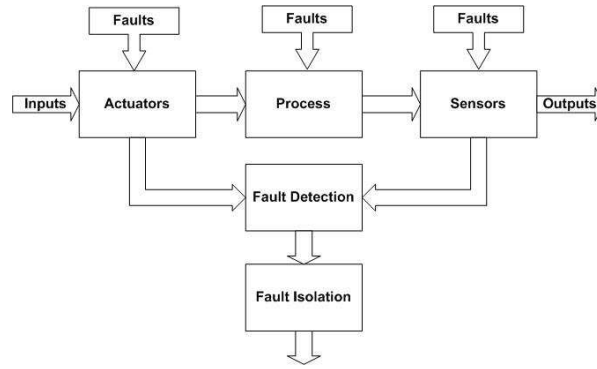 Faults
Faults
Faults
Inputs
Actuators
Process
Sensors
Outputs
Fault Detection
Fault Isolation